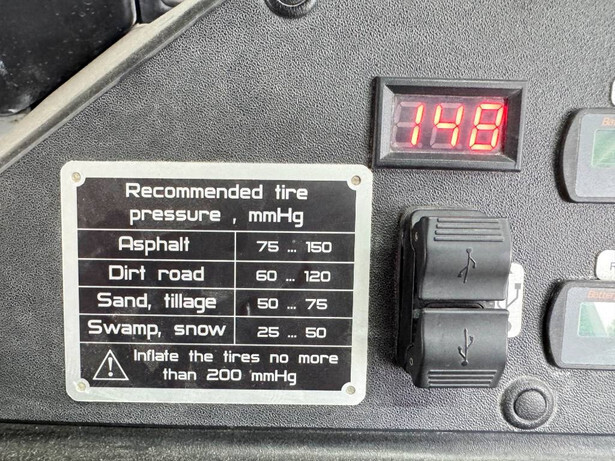 148
Recommended tire
pressure , mmHg
Asphalt 75 ... 150
Dirt road 60 ... 120
Sand, tillage 50 ... 75
Swamp, snow 25 ... 50
Inflate the tires no more
than 200 mmHg